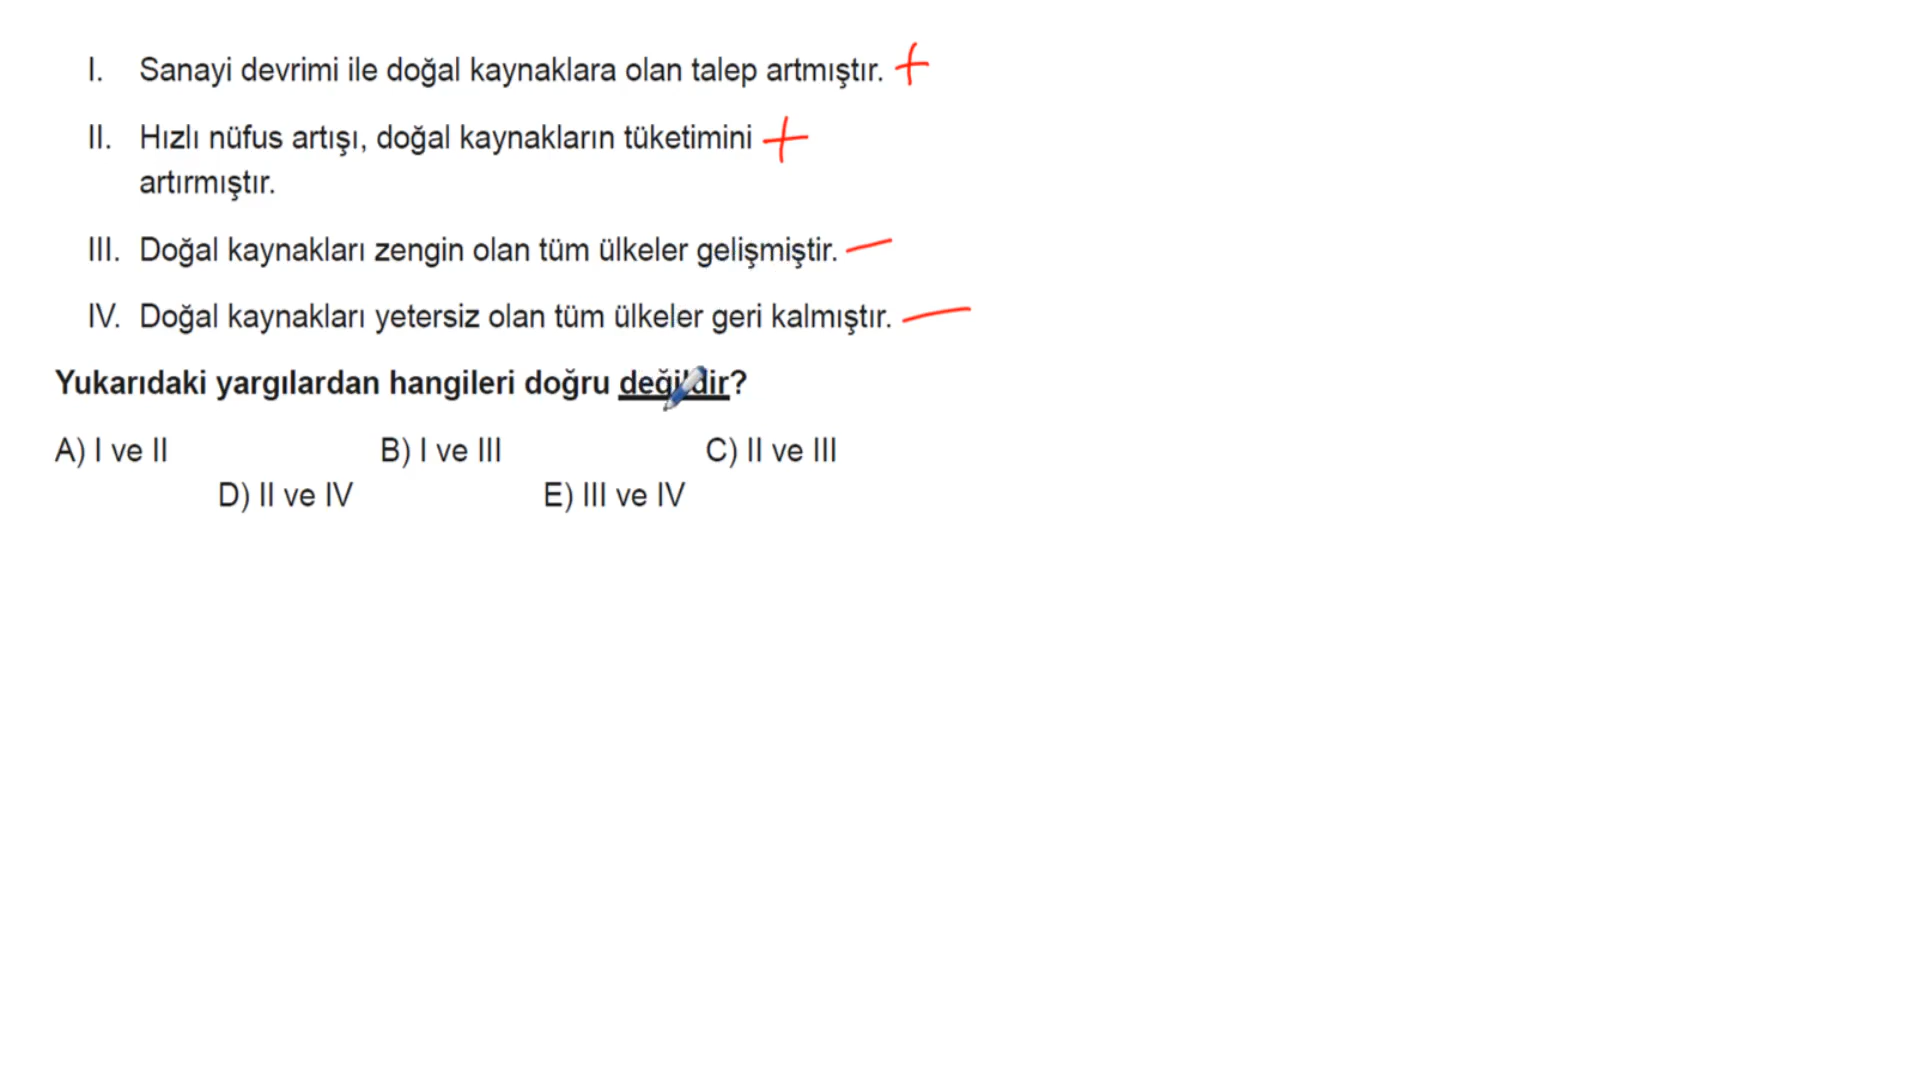 I. Sanayi devrimi ile doğal kaynaklara olan talep artmıştır. +
II. Hızlı nüfus artışı, doğal kaynakların tüketimini +
artırmıştır.
III. Doğal kaynakları zengin olan tüm ülkeler gelişmiştir. —
IV. Doğal kaynakları yetersiz olan tüm ülkeler geri kalmıştır. —
Yukarıdaki yargılardan hangileri doğru değildir?
A) I ve II B) I ve III C) II ve III
D) II ve IV E) III ve IV